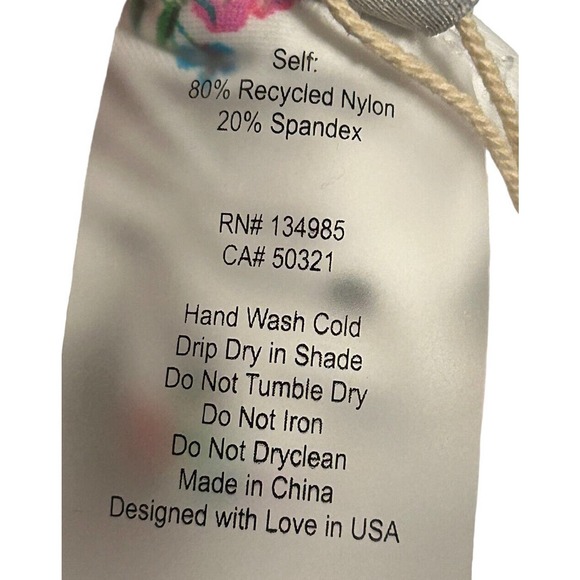 Self:
80% Recycled Nylon
20% Spandex
RN# 134985
CA# 50321
Hand Wash Cold
Drip Dry in Shade
Do Not Tumble Dry
Do Not Iron
Do Not Dryclean
Made in China
Designed with Love in USA